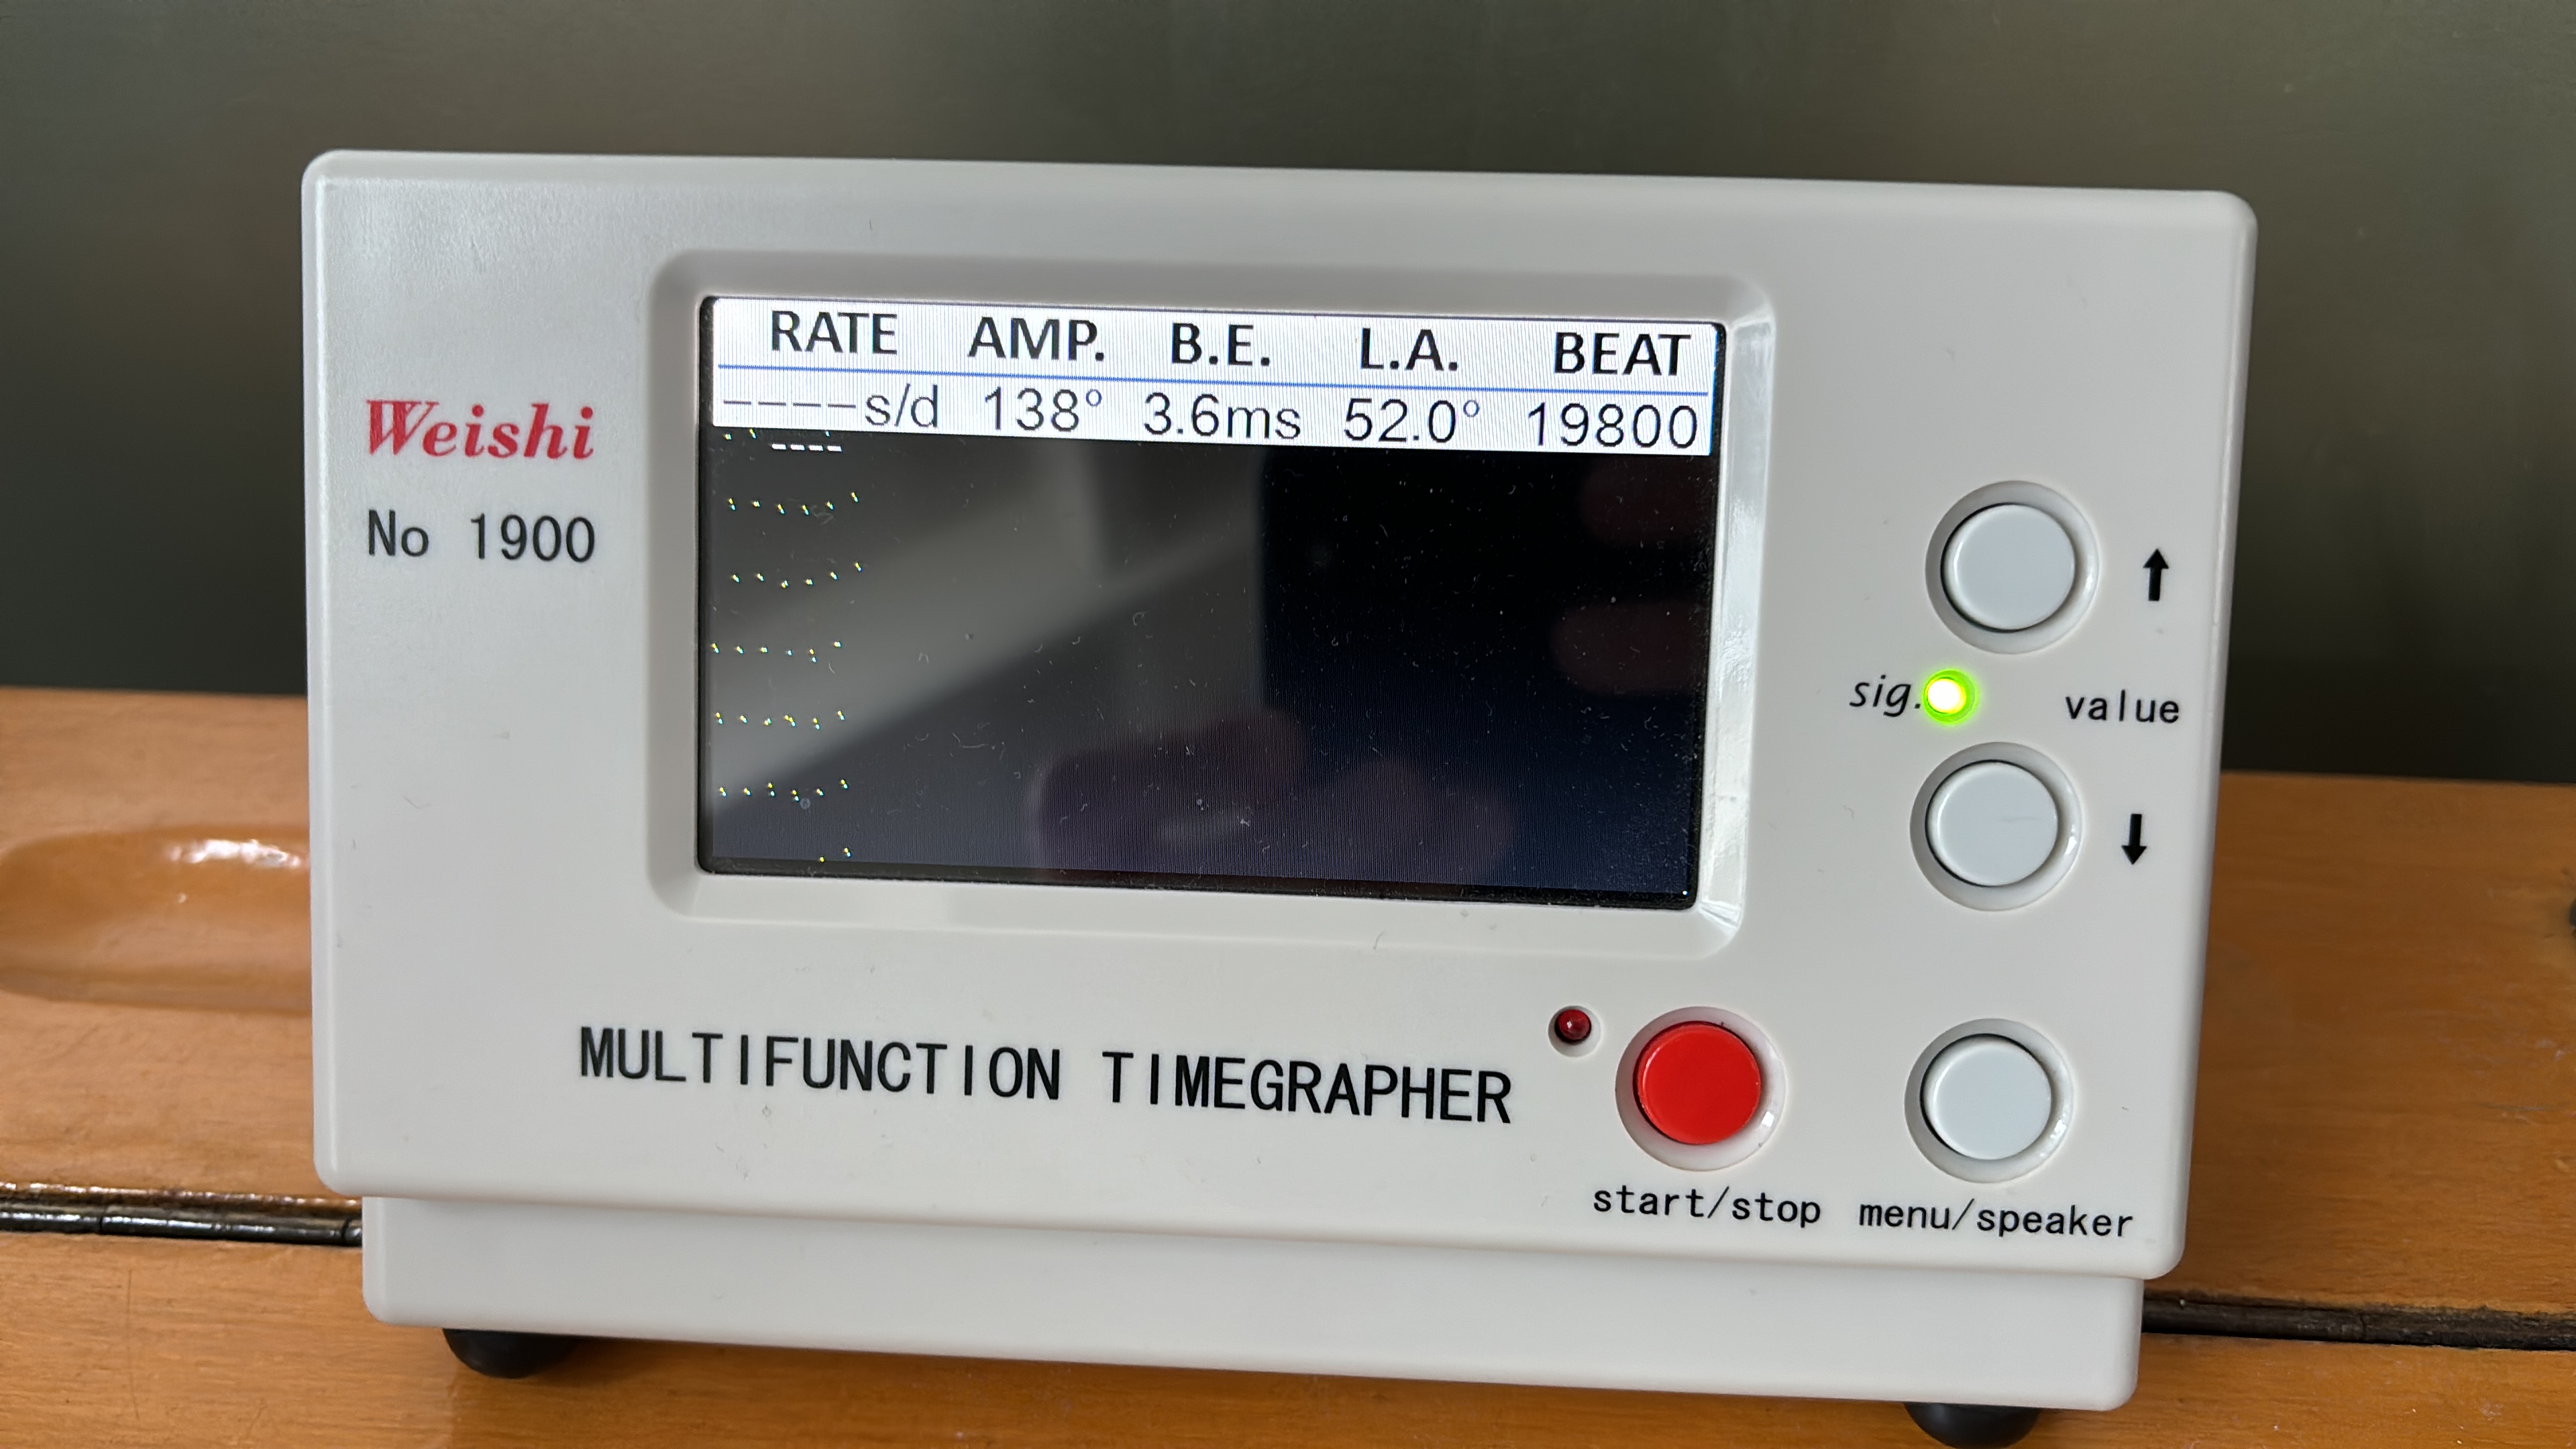 RATE AMP. B.E. L.A. BEAT
----s/d 138° 3.6ms 52.0° 19800
Weishi
No 1900
sig. value
MULTIFUNCTION TIMEGRAPHER
start/stop menu/speaker